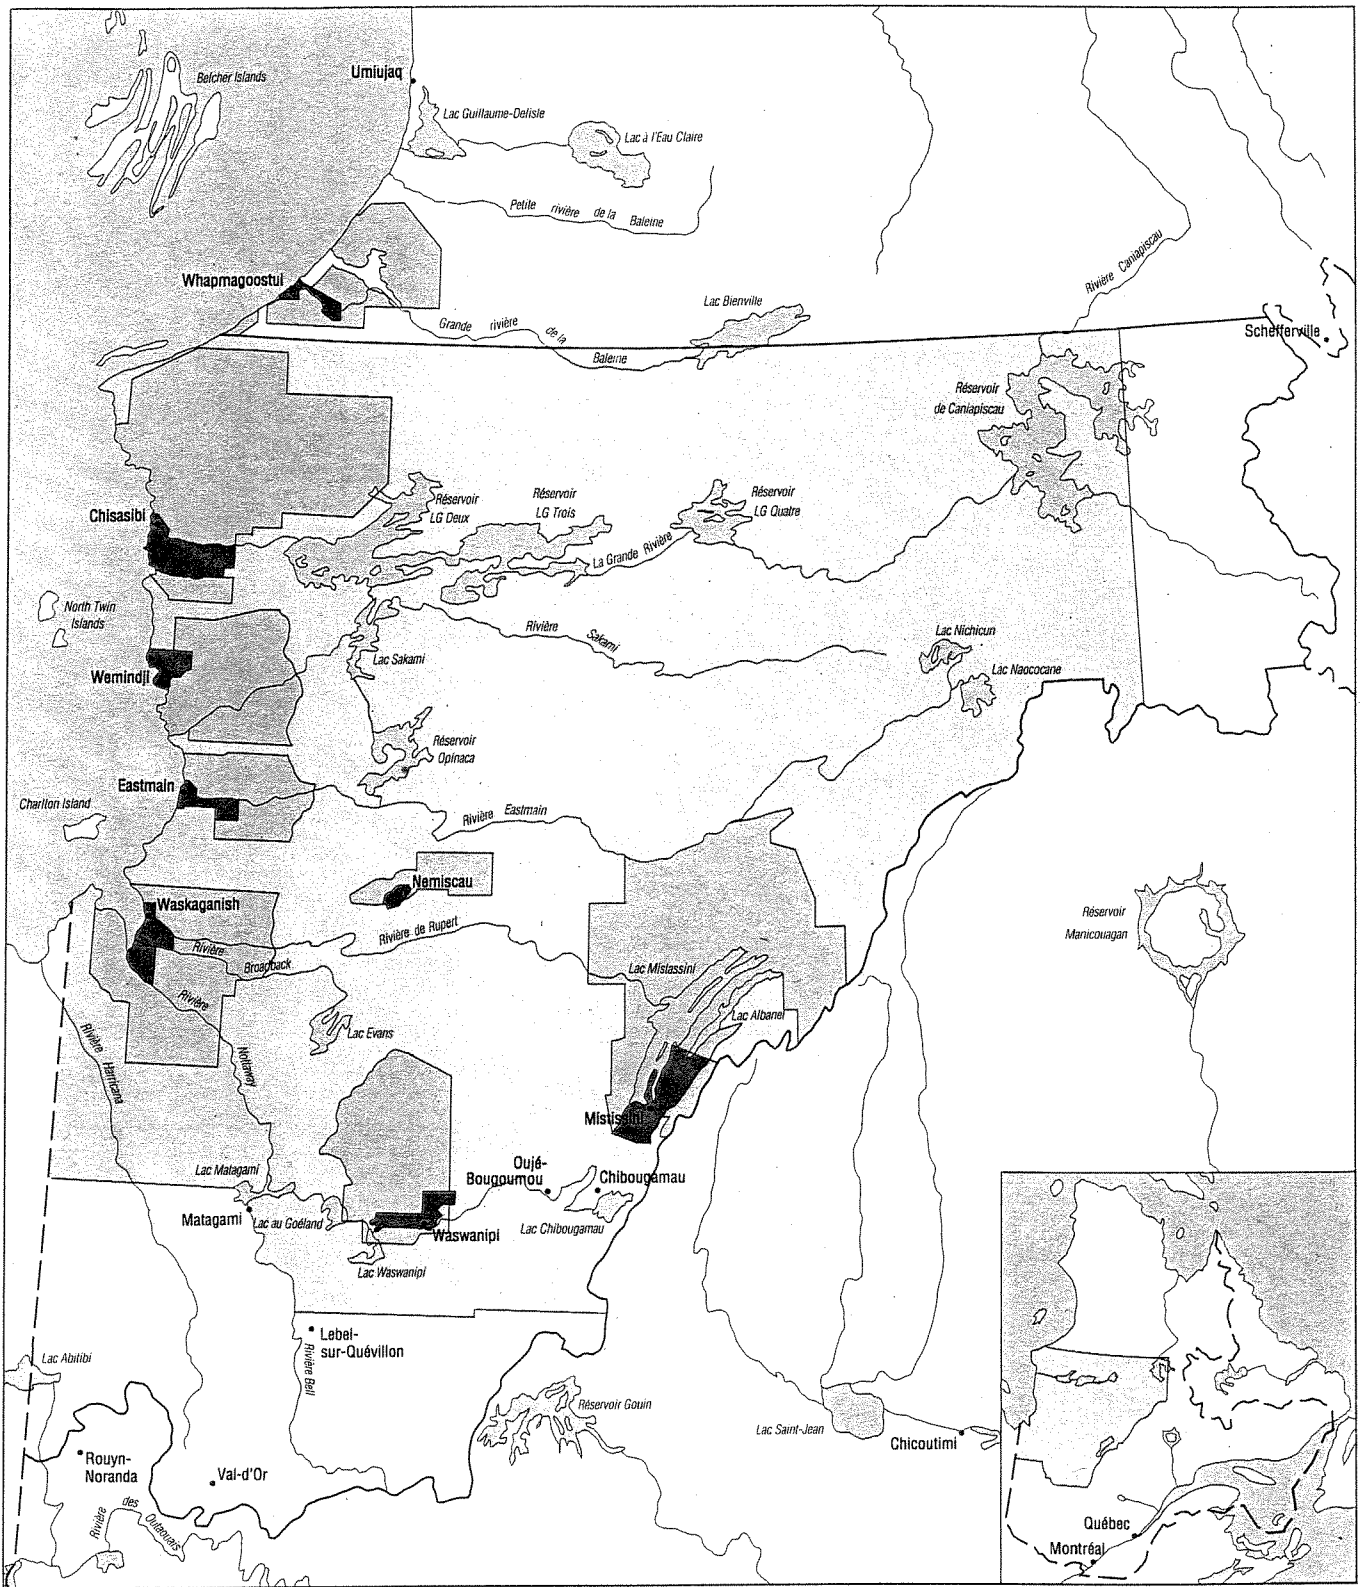 Belcher Islands
Umiujaq
Lac Guillaume-Delisle
Lac à l'Eau Claire
Petite rivière de la Baleine
Whapmagoostui
Rivière Caniapiscau
Lac Bienville
Grande rivière de la Baleine
Schefferville
Réservoir
de Caniapiscau
Chisasibi
Réservoir
LG Deux
Réservoir
LG Trois
Réservoir
LG Quatre
La Grande Rivière
North Twin
Islands
Rivière Sakami
Lac Nichicun
Wemindji
Lac Sakami
Lac Naococane
Réservoir
Opinaca
Eastmain
Charlton Island
Rivière Eastmain
Nemiscau
Waskaganish
Réservoir
Manicouagan
Rivière de Rupert
Rivière
Broadback
Lac Mistassini
Rivière Nottaway
Lac Albanel
Lac Evans
Rivière Harricana
Mistissini
Lac Matagami
Oujé-
Bougoumou
Chibougamau
Matagami
Lac au Goéland
Waswanipi
Lac Chibougamau
Lac Waswanipi
Lebel-
sur-Quévillon
Rivière Bell
Lac Abitibi
Réservoir Gouin
Lac Saint-Jean
Chicoutimi
Rouyn-
Noranda
Val-d'Or
Rivière des Outaouais
Québec
Montréal